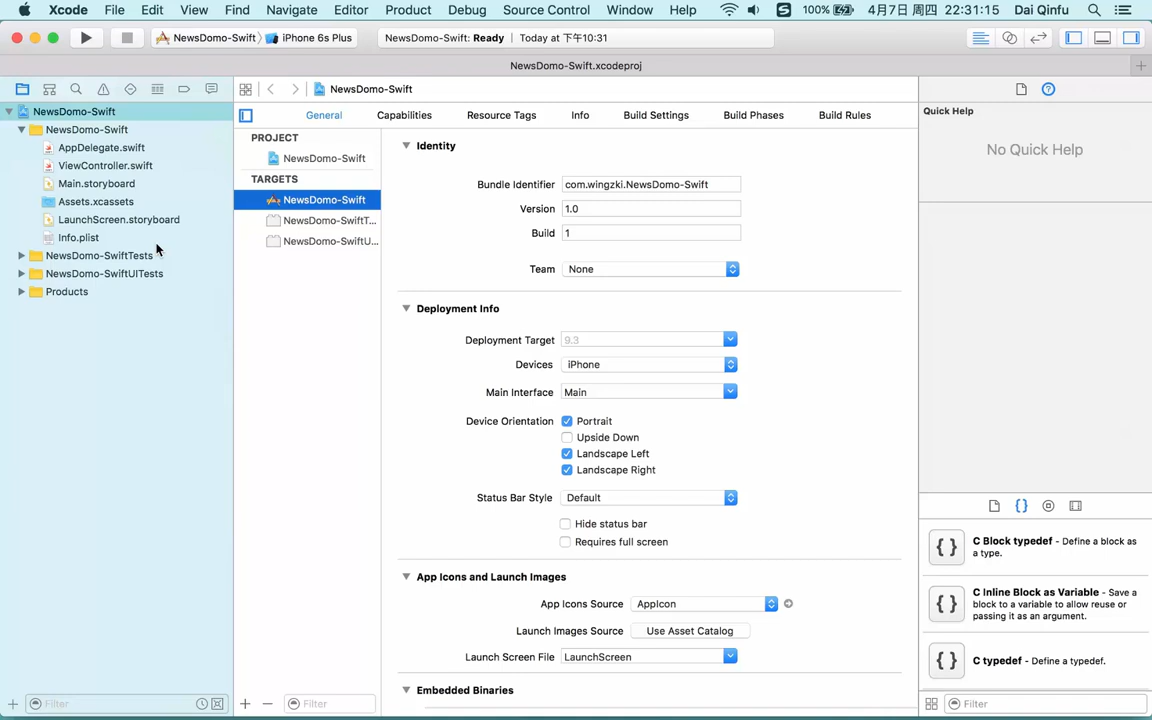 Xcode File Edit View Find Navigate Editor Product Debug Source Control Window Help 100% 4月7日 周四 22:31:15 Dai Qinfu
NewsDomo-Swift iPhone 6s Plus NewsDomo-Swift: Ready Today at 下午10:31
NewsDomo-Swift.xcodeproj
NewsDomo-Swift
NewsDomo-Swift
AppDelegate.swift
ViewController.swift
Main.storyboard
Assets.xcassets
LaunchScreen.storyboard
Info.plist
NewsDomo-SwiftTests
NewsDomo-SwiftUITests
Products
Filter
NewsDomo-Swift
General Capabilities Resource Tags Info Build Settings Build Phases Build Rules
PROJECT
NewsDomo-Swift
TARGETS
NewsDomo-Swift
NewsDomo-SwiftT...
NewsDomo-SwiftU...
Filter
Identity
Bundle Identifier com.wingzki.NewsDomo-Swift
Version 1.0
Build 1
Team None
Deployment Info
Deployment Target 9.3
Devices iPhone
Main Interface Main
Device Orientation Portrait
Upside Down
Landscape Left
Landscape Right
Status Bar Style Default
Hide status bar
Requires full screen
App Icons and Launch Images
App Icons Source AppIcon
Launch Images Source Use Asset Catalog
Launch Screen File LaunchScreen
Embedded Binaries
Quick Help
No Quick Help
{ } C Block typedef - Define a block as
a type.
{ } C Inline Block as Variable - Save a
block to a variable to allow reuse or
passing it as an argument.
{ } C typedef - Define a typedef.
Filter